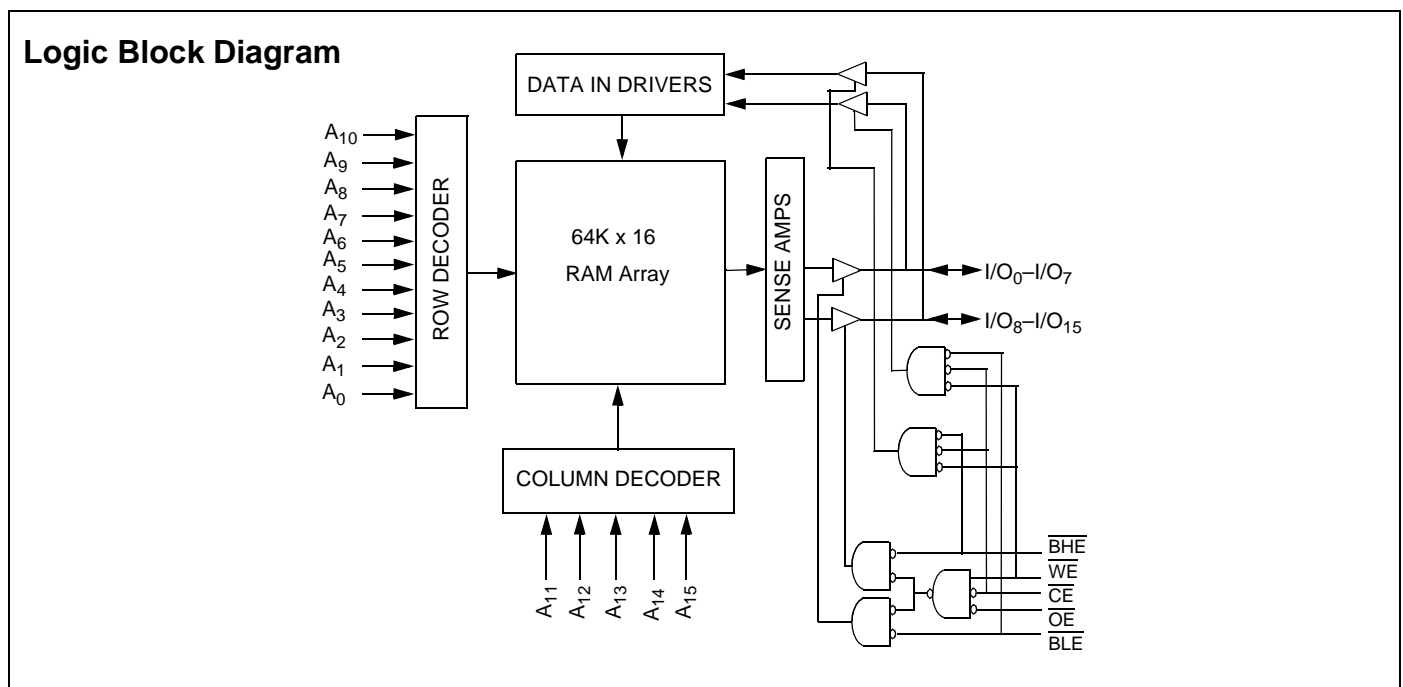 Logic Block Diagram
DATA IN DRIVERS
A10
A9
A8
A7
A6
A5
A4
A3
A2
A1
A0
ROW DECODER
64K x 16
RAM Array
SENSE AMPS
I/O0–I/O7
I/O8–I/O15
COLUMN DECODER
A11
A12
A13
A14
A15
BHE
WE
CE
OE
BLE